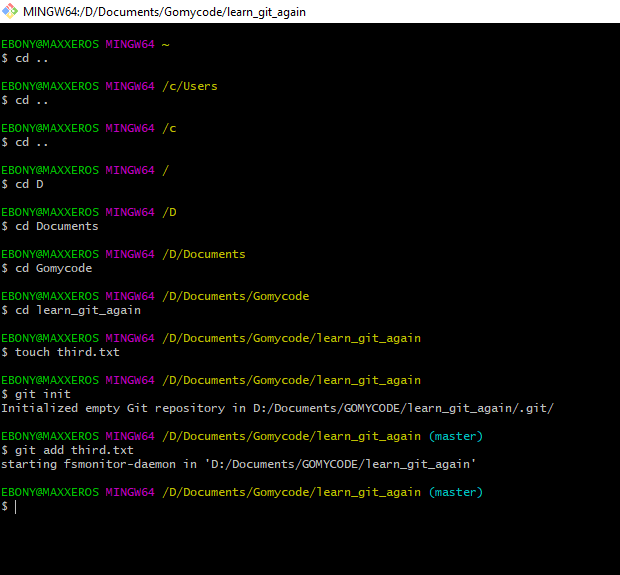 MINGW64:/D/Documents/Gomycode/learn_git_again
EBONY@MAXXEROS MINGW64 ~
$ cd ..
EBONY@MAXXEROS MINGW64 /c/Users
$ cd ..
EBONY@MAXXEROS MINGW64 /c
$ cd ..
EBONY@MAXXEROS MINGW64 /
$ cd D
EBONY@MAXXEROS MINGW64 /D
$ cd Documents
EBONY@MAXXEROS MINGW64 /D/Documents
$ cd Gomycode
EBONY@MAXXEROS MINGW64 /D/Documents/Gomycode
$ cd learn_git_again
EBONY@MAXXEROS MINGW64 /D/Documents/Gomycode/learn_git_again
$ touch third.txt
EBONY@MAXXEROS MINGW64 /D/Documents/Gomycode/learn_git_again
$ git init
Initialized empty Git repository in D:/Documents/GOMYCODE/learn_git_again/.git/
EBONY@MAXXEROS MINGW64 /D/Documents/Gomycode/learn_git_again (master)
$ git add third.txt
starting fsmonitor-daemon in 'D:/Documents/GOMYCODE/learn_git_again'
EBONY@MAXXEROS MINGW64 /D/Documents/Gomycode/learn_git_again (master)
$